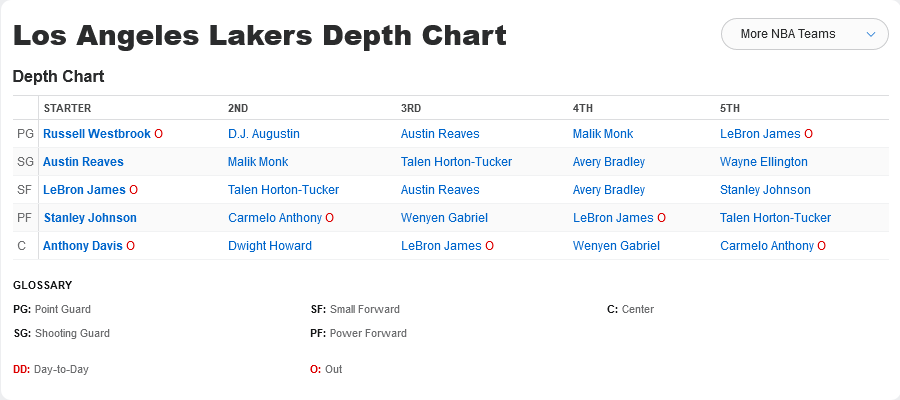 Los Angeles Lakers Depth Chart
More NBA Teams
Depth Chart
STARTER 2ND 3RD 4TH 5TH
PG Russell Westbrook O D.J. Augustin Austin Reaves Malik Monk LeBron James O
SG Austin Reaves Malik Monk Talen Horton-Tucker Avery Bradley Wayne Ellington
SF LeBron James O Talen Horton-Tucker Austin Reaves Avery Bradley Stanley Johnson
PF Stanley Johnson Carmelo Anthony O Wenyen Gabriel LeBron James O Talen Horton-Tucker
C Anthony Davis O Dwight Howard LeBron James O Wenyen Gabriel Carmelo Anthony O
GLOSSARY
PG: Point Guard SF: Small Forward C: Center
SG: Shooting Guard PF: Power Forward
DD: Day-to-Day O: Out